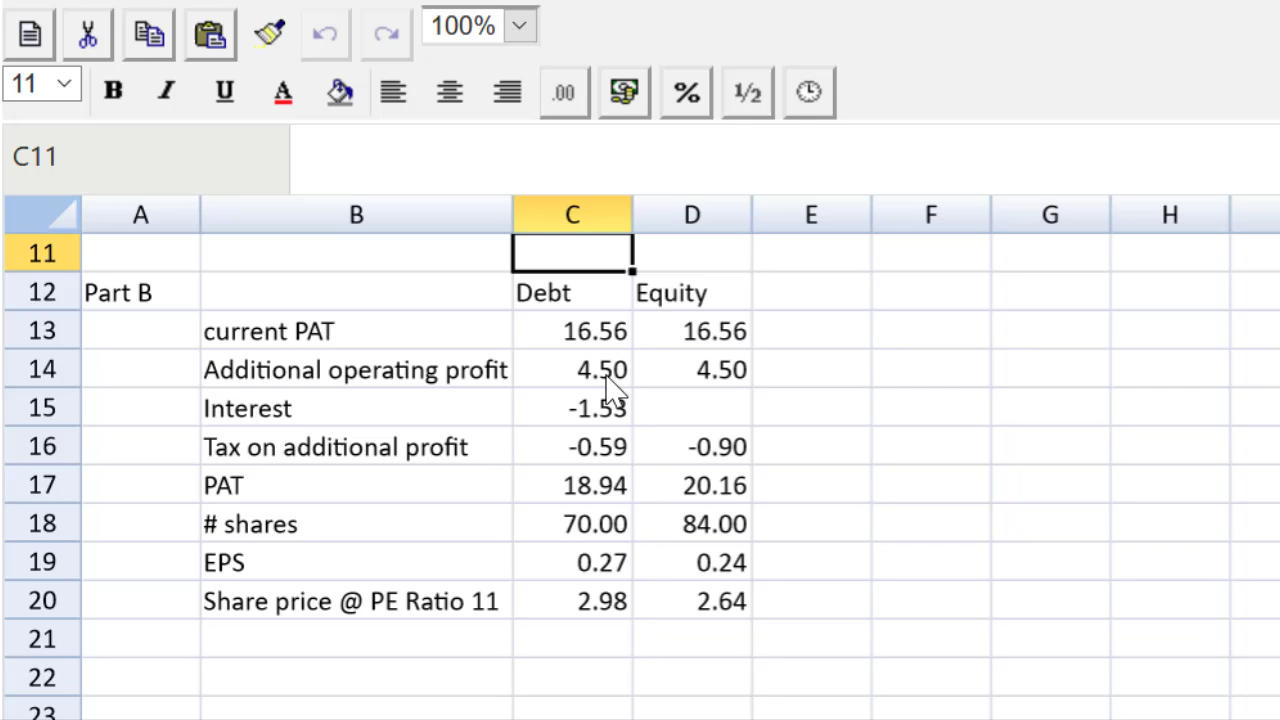 100%
11 B I U A .00 % 1/2
C11
A B C D E F G H
11
12 Part B Debt Equity
13 current PAT 16.56 16.56
14 Additional operating profit 4.50 4.50
15 Interest -1.53
16 Tax on additional profit -0.59 -0.90
17 PAT 18.94 20.16
18 # shares 70.00 84.00
19 EPS 0.27 0.24
20 Share price @ PE Ratio 11 2.98 2.64
21
22
23